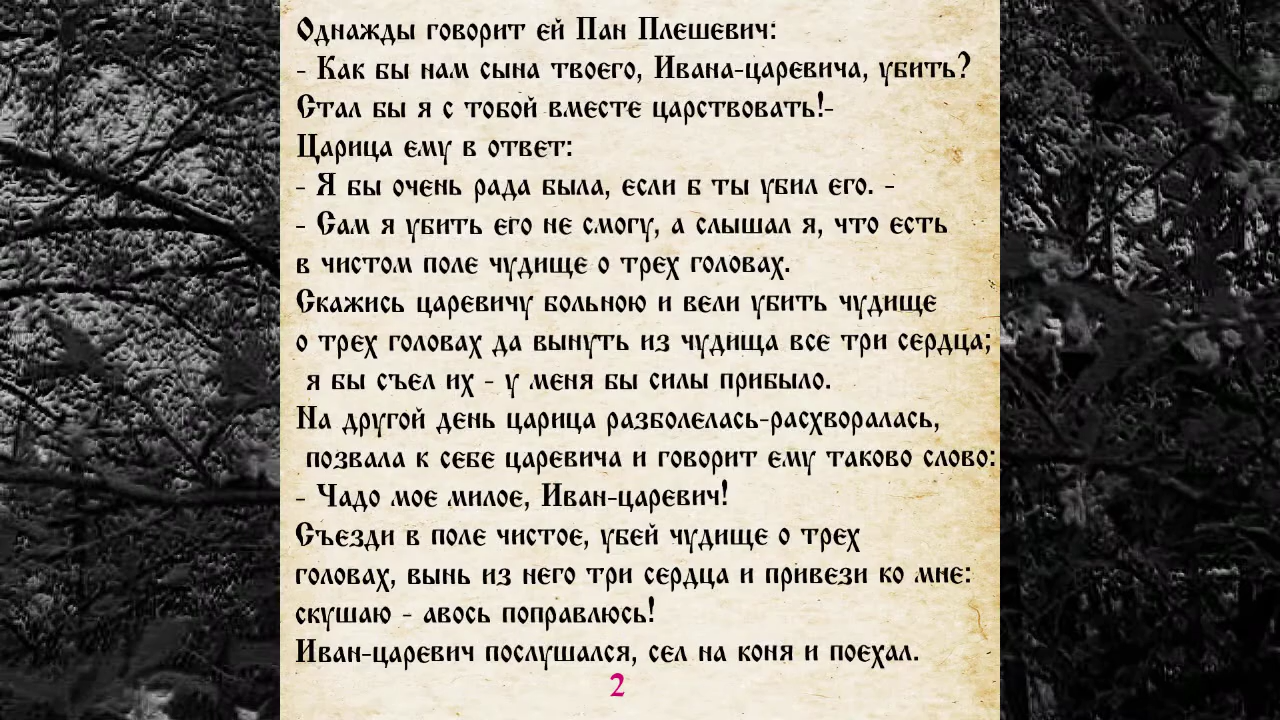 Однажды говорит ей Пан Плешевич:
- Как бы нам сына твоего, Ивана-царевича, убить?
Стал бы я с тобой вместе царствовать!-
Царица ему в ответ:
- Я бы очень рада была, если б ты убил его. -
- Сам я убить его не смогу, а слышал я, что есть
в чистом поле чудище о трех головах.
Скажись царевичу больною и вели убить чудище
о трех головах да вынуть из чудища все три сердца;
я бы съел их - у меня бы силы прибыло.
На другой день царица разболелась-расхворалась,
позвала к себе царевича и говорит ему таково слово:
- Чадо мое милое, Иван-царевич!
Съезди в поле чистое, убей чудище о трех
головах, вынь из него три сердца и привези ко мне:
скушаю - авось поправлюсь!
Иван-царевич послушался, сел на коня и поехал.
2